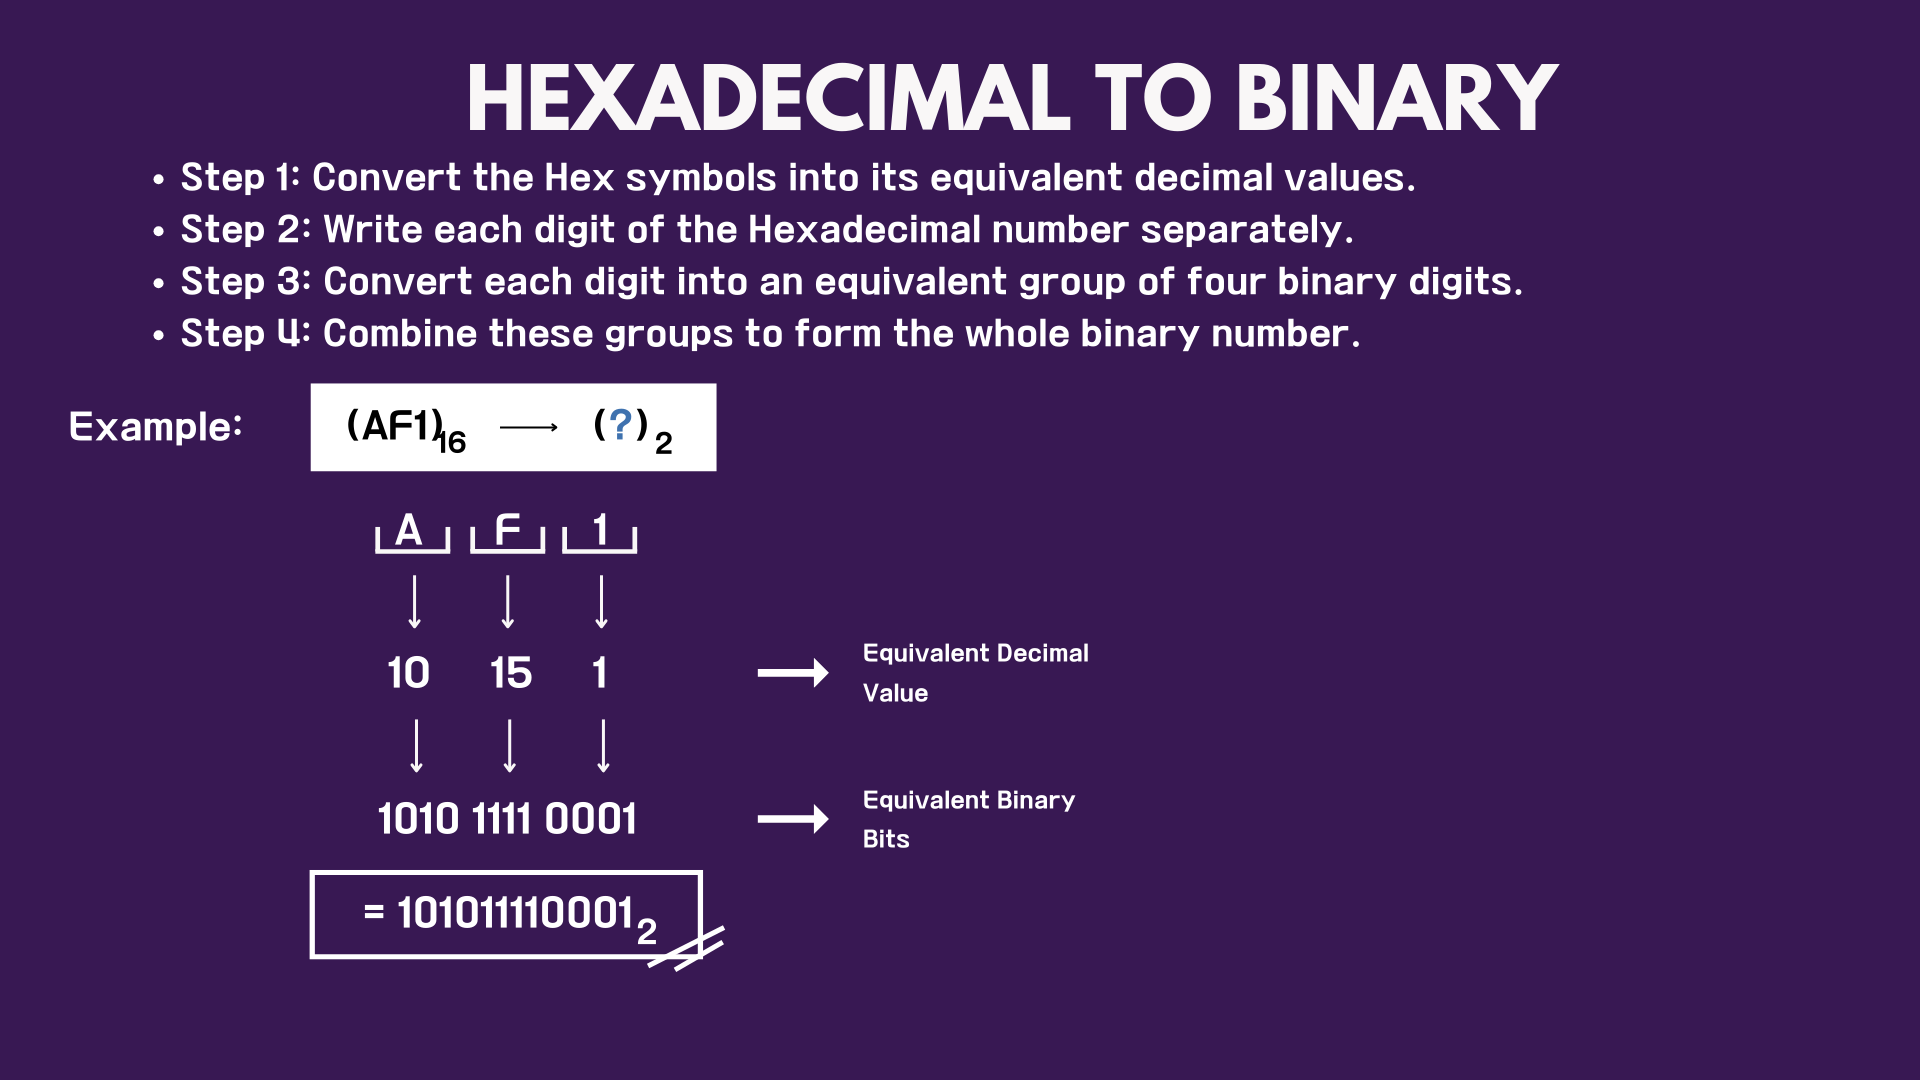 HEXADECIMAL TO BINARY
• Step 1: Convert the Hex symbols into its equivalent decimal values.
• Step 2: Write each digit of the Hexadecimal number separately.
• Step 3: Convert each digit into an equivalent group of four binary digits.
• Step 4: Combine these groups to form the whole binary number.
Example: (AF1)16 → (?)2
A F 1
10 15 1 → Equivalent Decimal
Value
1010 1111 0001 → Equivalent Binary
Bits
= 1010111100012